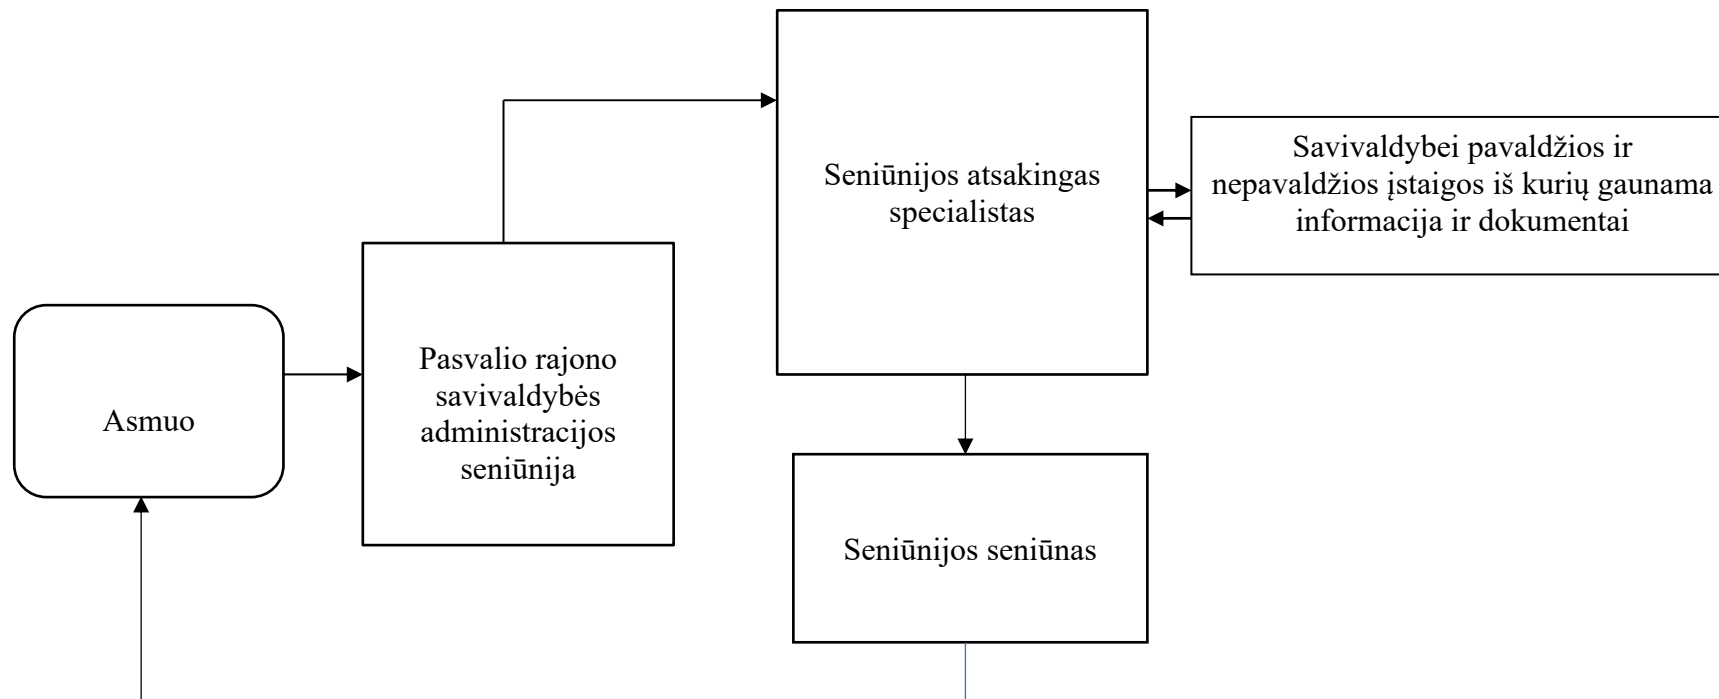 Asmuo
Pasvalio rajono
savivaldybės
administracijos
seniūnija
Seniūnijos atsakingas
specialistas
Savivaldybei pavaldžios ir
nepavaldžios įstaigos iš kurių gaunama
informacija ir dokumentai
Seniūnijos seniūnas